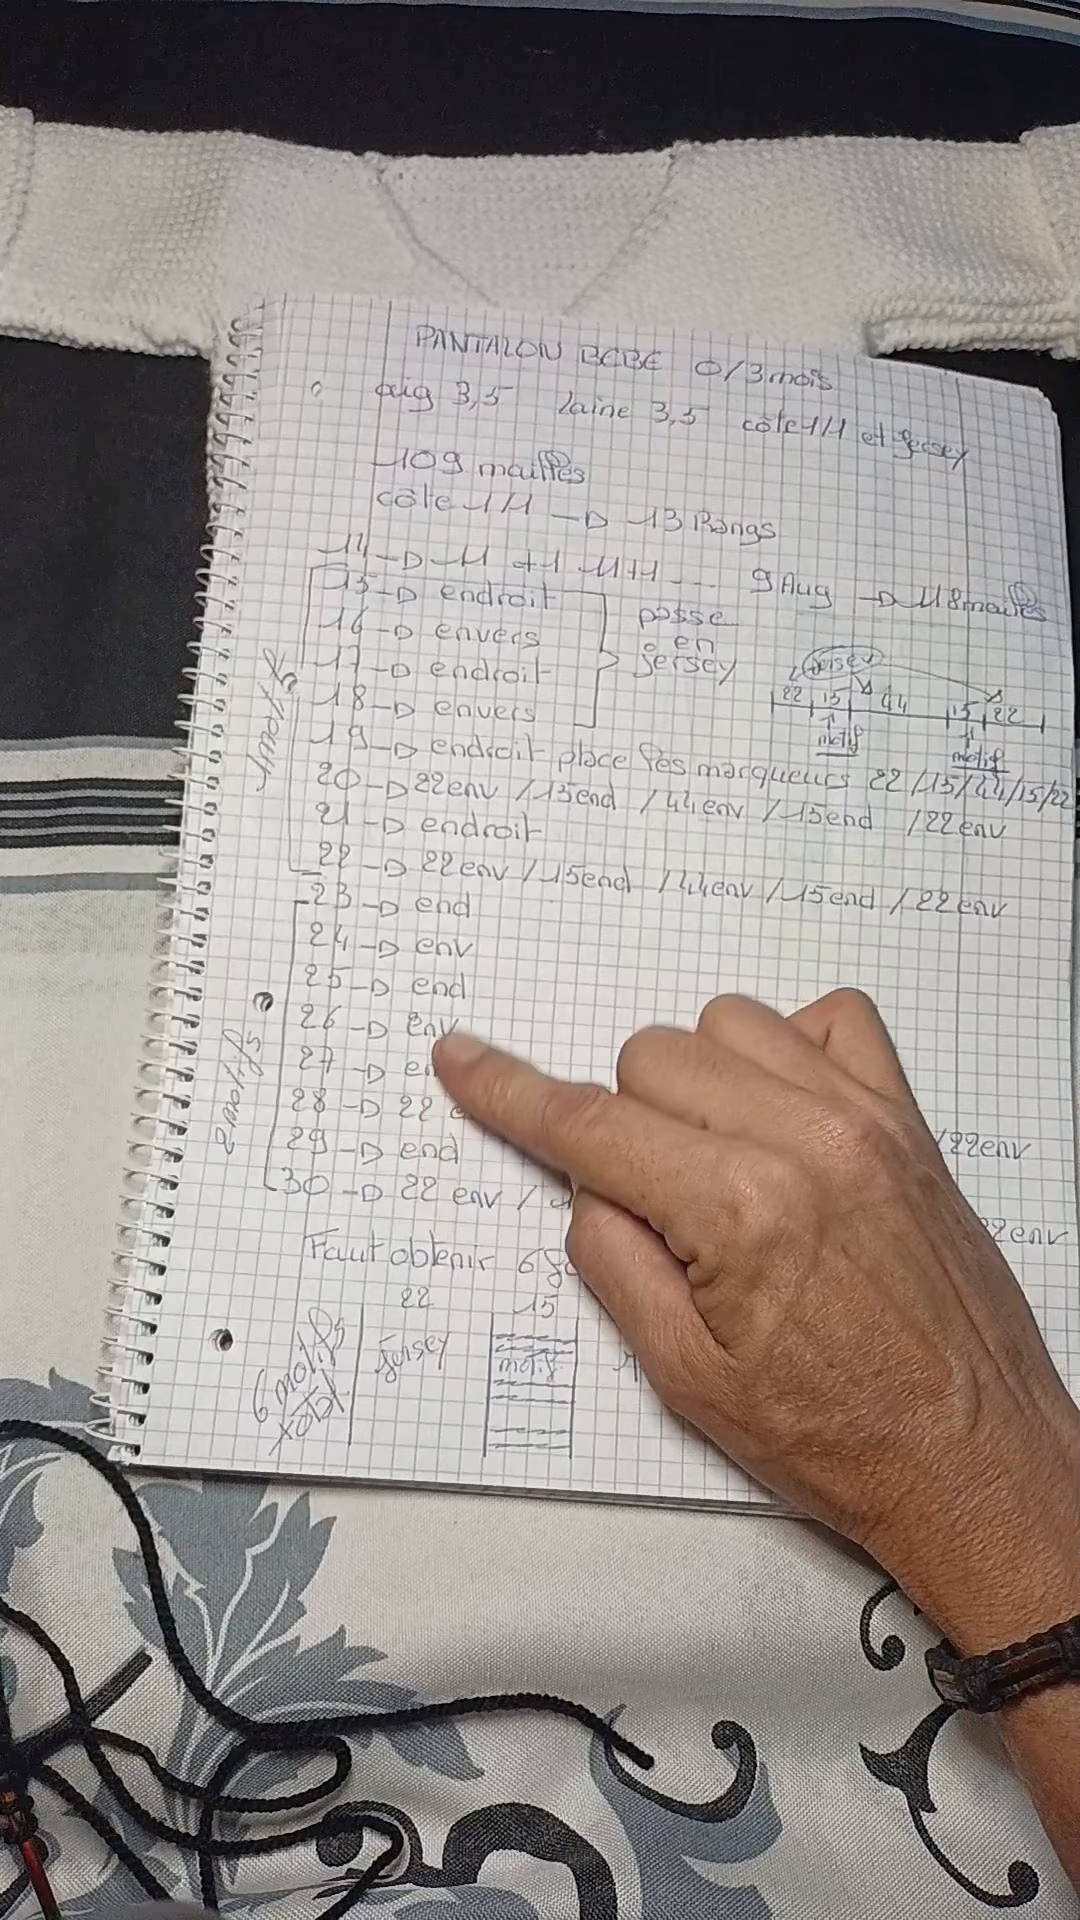 PANTALON BEBE 0/3 mois
aig 3,5 laine 3,5 côte 1/1 et jersey
109 mailles
côte 1/1 → 13 Rangs
14 → 11 +1 11+1 .... 9 Aug → 118 mailles
15 → endroit
16 → envers
17 → endroit
18 → envers
passe
en
jersey
jersey
22 15 44 15 22
motif motif
19 → endroit place les marqueurs 22/15/44/15/22
20 → 22env /15end /44env /15end /22env
21 → endroit
22 → 22env /15end /44env /15end /22env
23 → end
24 → env
25 → end
26 → env
27 →
28 → 22
/22env
29 → end
30 → 22 env /
22env
Faut obtenir 6
22 15
Jersey motif
6 motifs
total